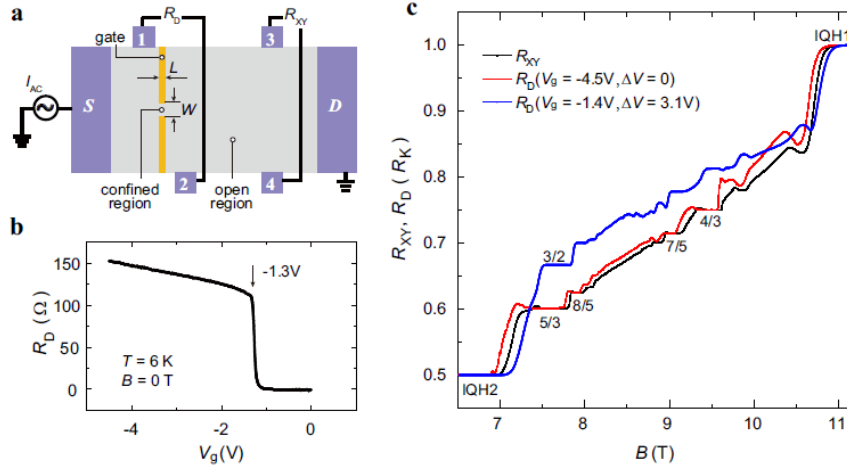 a
R_D
R_XY
1
3
gate
I_AC
L
S
W
D
confined
region
2
open
region
4
b
150
100
50
0
R_D (Ω)
-1.3V
T = 6 K
B = 0 T
-4
-2
0
V_g(V)
c
R_XY
R_D(V_g = -4.5V, ΔV = 0)
R_D(V_g = -1.4V, ΔV = 3.1V)
IQH1
1.0
0.9
0.8
0.7
0.6
0.5
R_XY, R_D ( R_K )
4/3
7/5
3/2
8/5
5/3
IQH2
7
8
9
10
11
B (T)